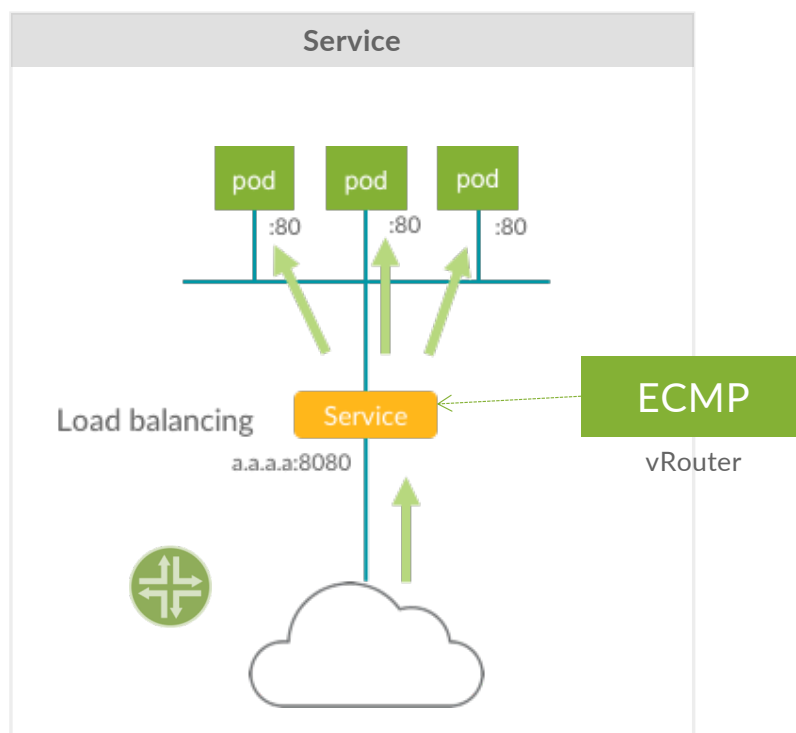 Service
pod
pod
pod
:80
:80
:80
Load balancing
Service
ECMP
a.a.a.a:8080
vRouter